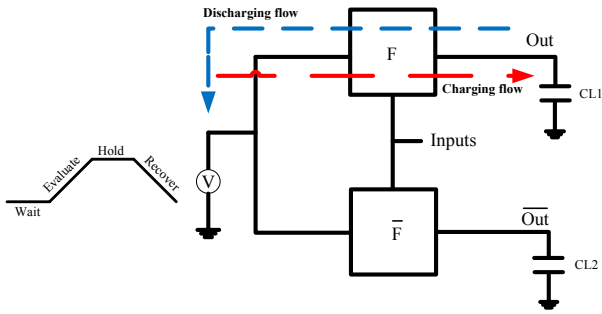 Discharging flow
F
Out
Charging flow
CL1
Inputs
Hold
Evaluate
Recover
Wait
V
F̅
O̅u̅t̅
CL2